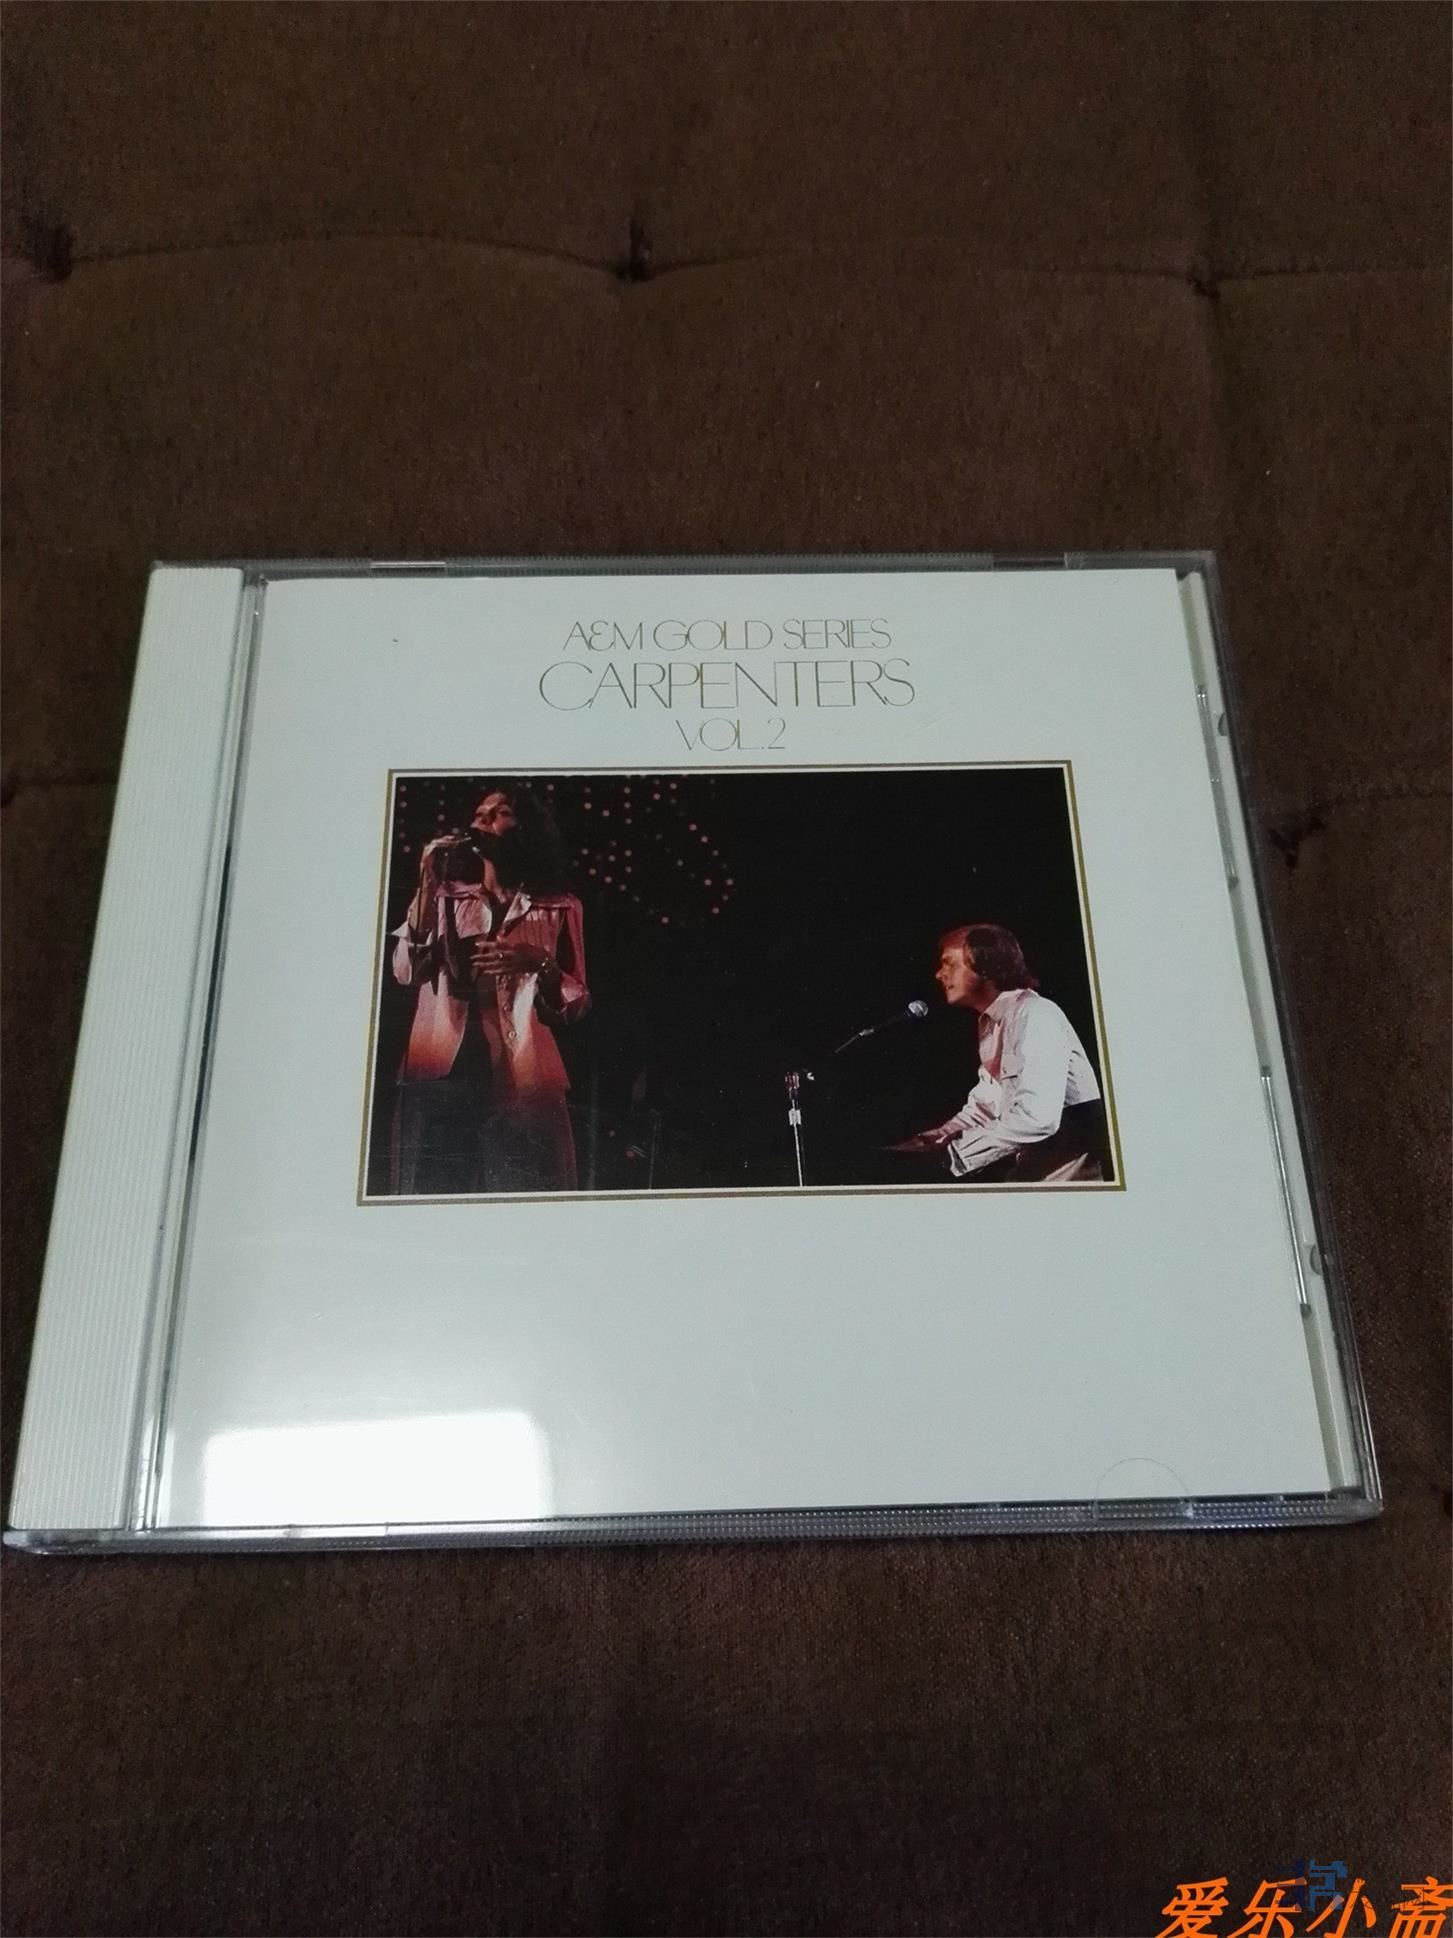 A&M GOLD SERIES
CARPENTERS
VOL.2
爱乐小斋